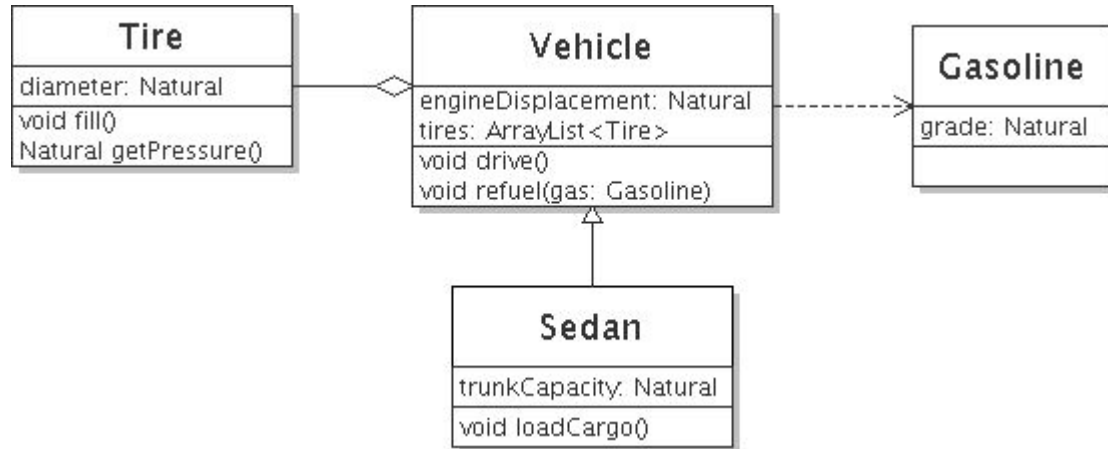 Tire
diameter: Natural
void fill()
Natural getPressure()
Vehicle
engineDisplacement: Natural
tires: ArrayList<Tire>
void drive()
void refuel(gas: Gasoline)
Gasoline
grade: Natural
Sedan
trunkCapacity: Natural
void loadCargo()